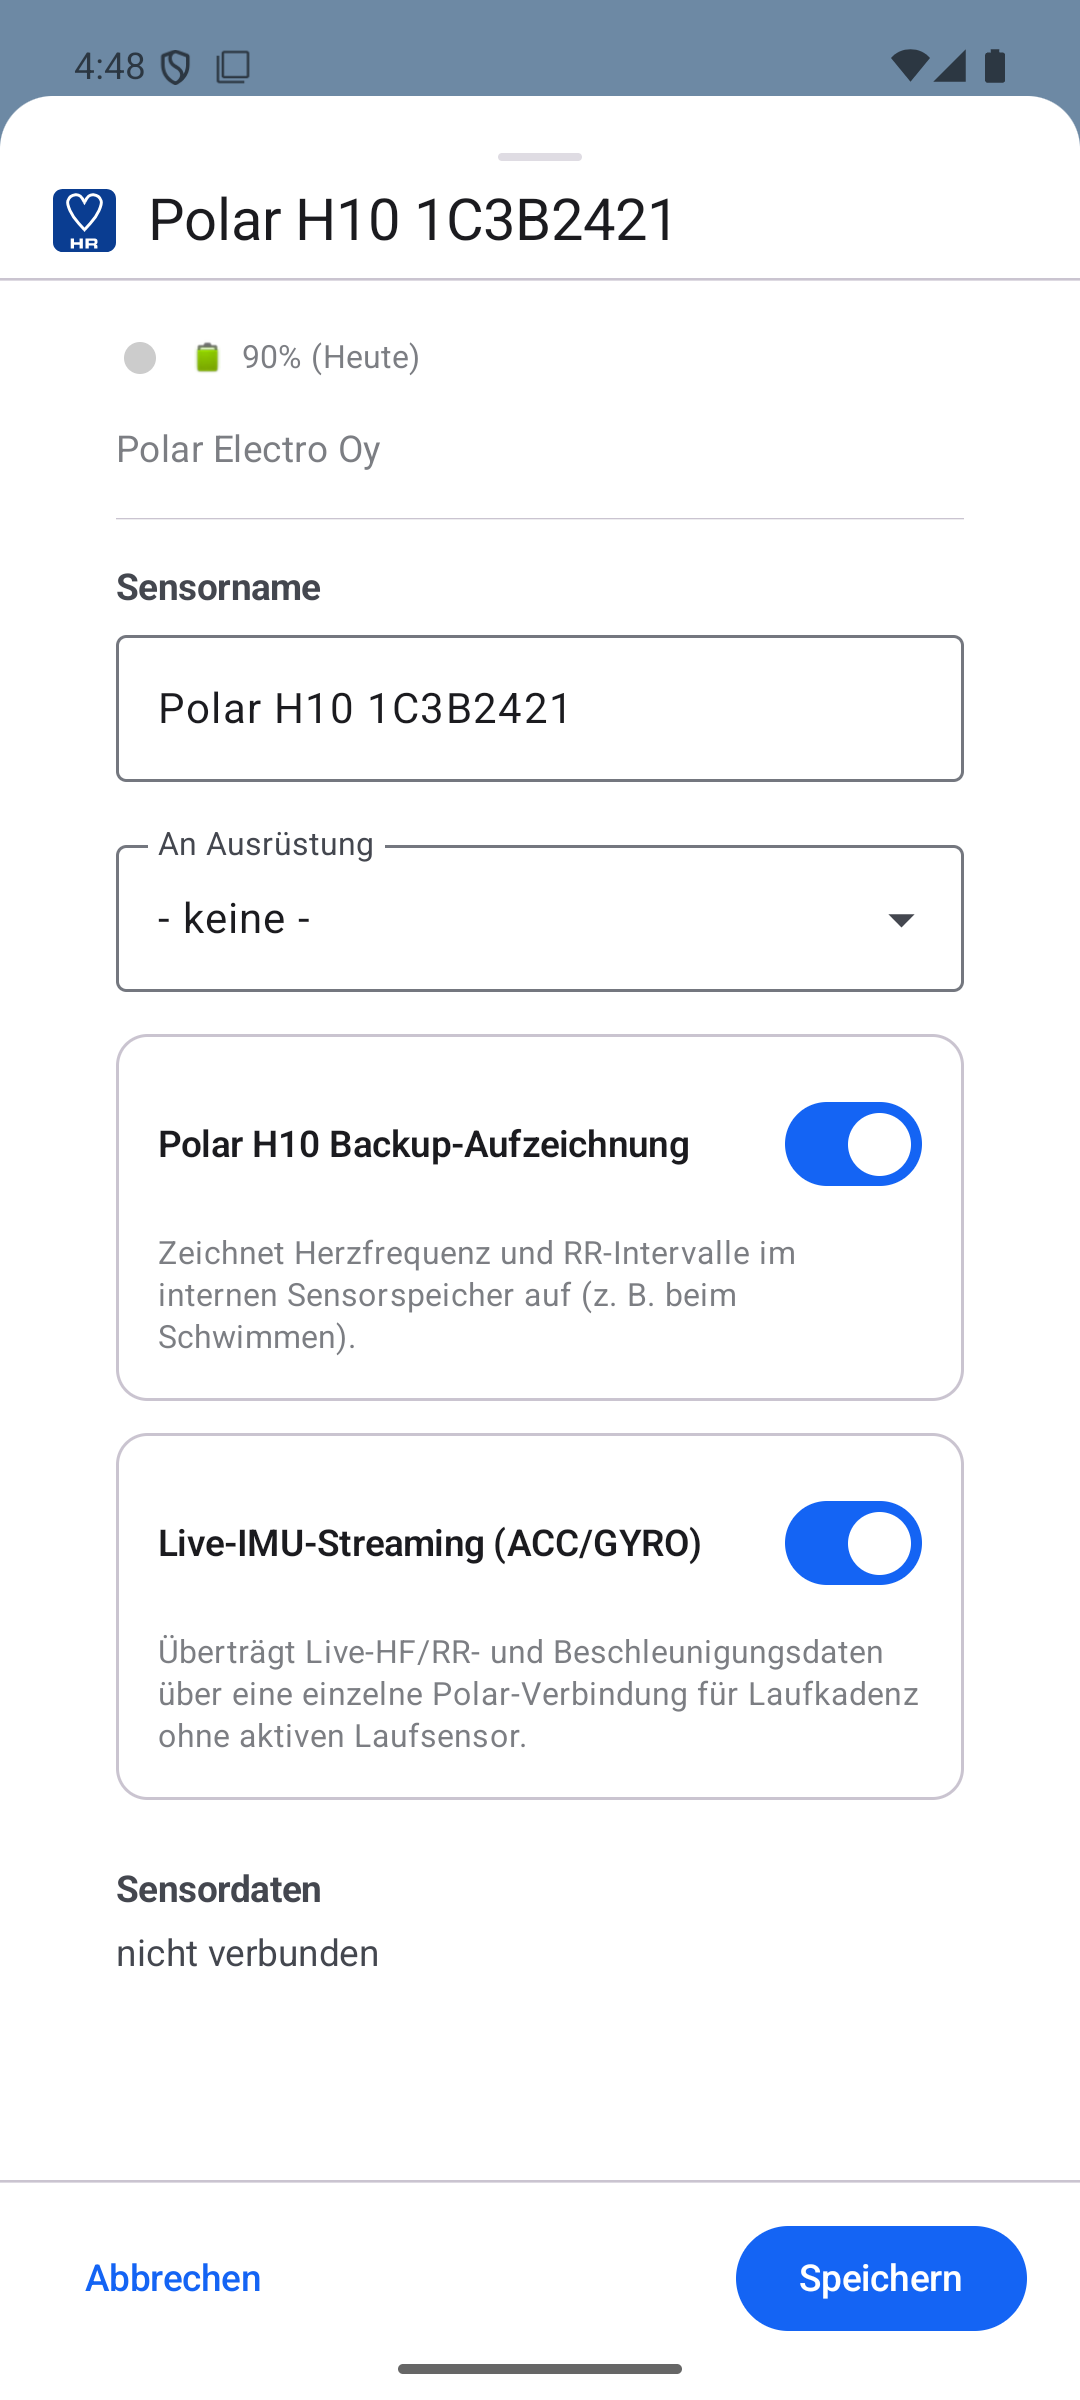 4:48
HR
Polar H10 1C3B2421
90% (Heute)
Polar Electro Oy
Sensorname
Polar H10 1C3B2421
An Ausrüstung
- keine -
Polar H10 Backup-Aufzeichnung
Zeichnet Herzfrequenz und RR-Intervalle im
internen Sensorspeicher auf (z. B. beim
Schwimmen).
Live-IMU-Streaming (ACC/GYRO)
Überträgt Live-HF/RR- und Beschleunigungsdaten
über eine einzelne Polar-Verbindung für Laufkadenz
ohne aktiven Laufsensor.
Sensordaten
nicht verbunden
Abbrechen
Speichern